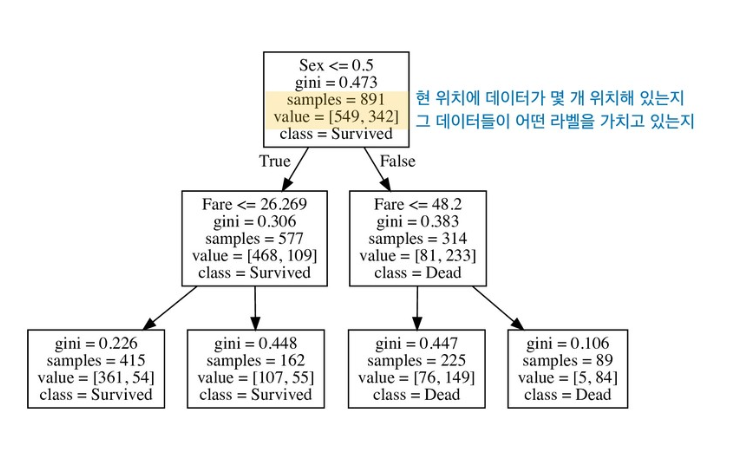 Sex <= 0.5
gini = 0.473
samples = 891
value = [549, 342]
class = Survived
현 위치에 데이터가 몇 개 위치해 있는지
그 데이터들이 어떤 라벨을 가치고 있는지
True
False
Fare <= 26.269
gini = 0.306
samples = 577
value = [468, 109]
class = Survived
Fare <= 48.2
gini = 0.383
samples = 314
value = [81, 233]
class = Dead
gini = 0.226
samples = 415
value = [361, 54]
class = Survived
gini = 0.448
samples = 162
value = [107, 55]
class = Survived
gini = 0.447
samples = 225
value = [76, 149]
class = Dead
gini = 0.106
samples = 89
value = [5, 84]
class = Dead